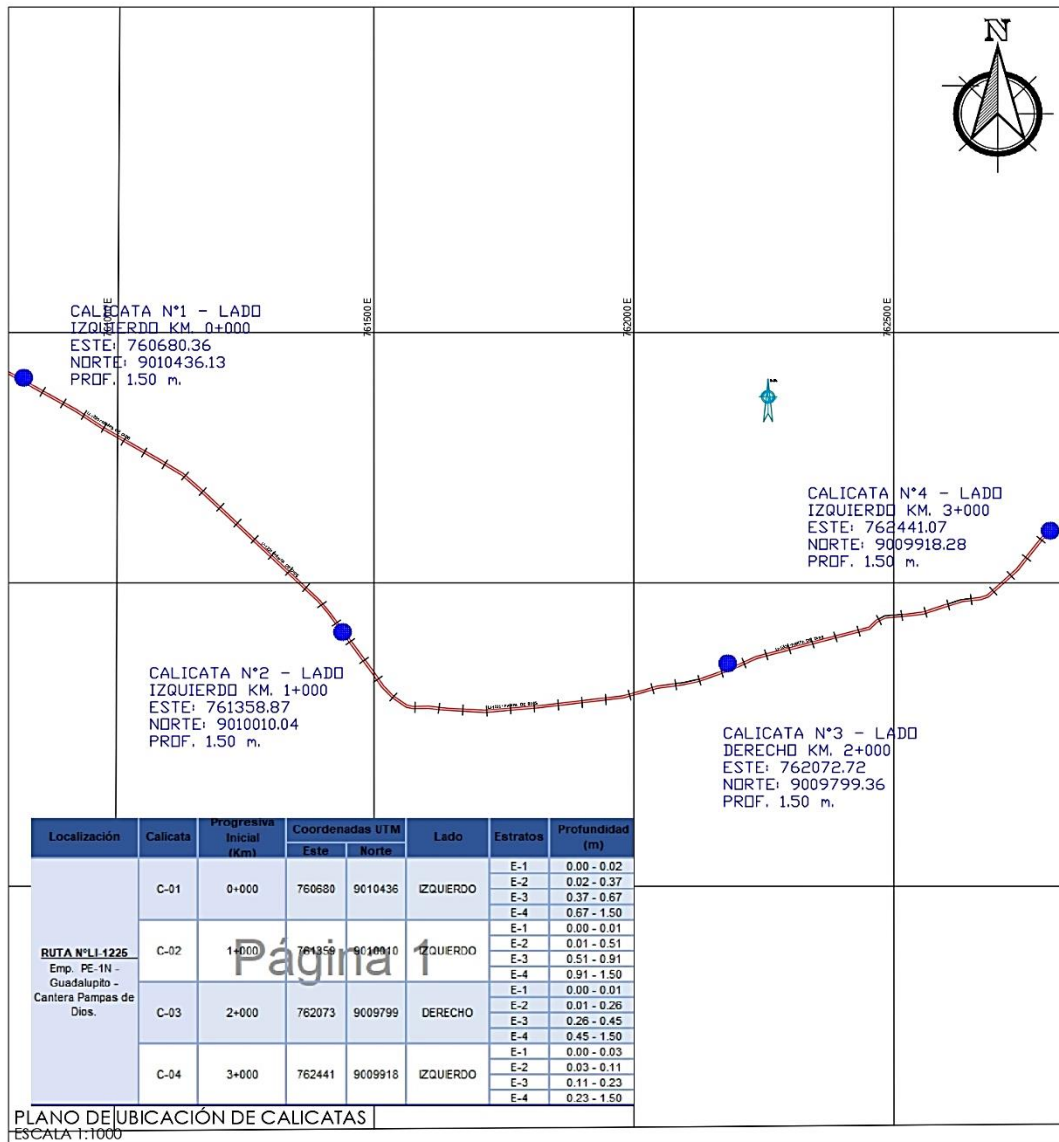 N
761000 E
761500 E
762000 E
762500 E
CALICATA N°1 - LADO
IZQUIERDO KM. 0+000
ESTE: 760680.36
NORTE: 9010436.13
PROF. 1.50 m.
CALICATA N°4 - LADO
IZQUIERDO KM. 3+000
ESTE: 762441.07
NORTE: 9009918.28
PROF. 1.50 m.
CALICATA N°2 - LADO
IZQUIERDO KM. 1+000
ESTE: 761358.87
NORTE: 9010010.04
PROF. 1.50 m.
CALICATA N°3 - LADO
DERECHO KM. 2+000
ESTE: 762072.72
NORTE: 9009799.36
PROF. 1.50 m.
Localización Calicata Progresiva Inicial (Km) Coordenadas UTM Lado Estratos Profundidad (m)
Este Norte
RUTA N°LI-1225
Emp. PE-1N -
Guadalupito -
Cantera Pampas de
Dios.
C-01 0+000 760680 9010436 IZQUIERDO
E-1 0.00 - 0.02
E-2 0.02 - 0.37
E-3 0.37 - 0.67
E-4 0.67 - 1.50
C-02 1+000 761359 9010010 IZQUIERDO
E-1 0.00 - 0.01
E-2 0.01 - 0.51
E-3 0.51 - 0.91
E-4 0.91 - 1.50
C-03 2+000 762073 9009799 DERECHO
E-1 0.00 - 0.01
E-2 0.01 - 0.26
E-3 0.26 - 0.45
E-4 0.45 - 1.50
C-04 3+000 762441 9009918 IZQUIERDO
E-1 0.00 - 0.03
E-2 0.03 - 0.11
E-3 0.11 - 0.23
E-4 0.23 - 1.50
Página 1
PLANO DE UBICACIÓN DE CALICATAS
ESCALA 1:1000